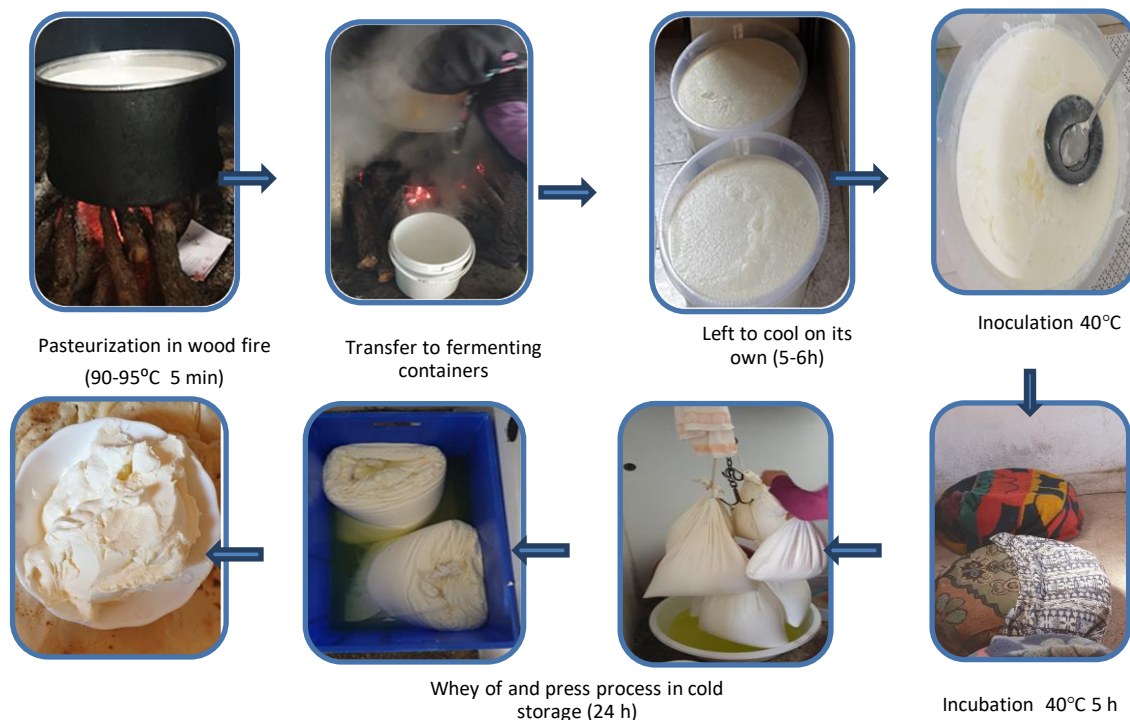 Pasteurization in wood fire
(90-95⁰C 5 min)
Transfer to fermenting
containers
Left to cool on its
own (5-6h)
Inoculation 40°C
Incubation 40°C 5 h
Whey of and press process in cold
storage (24 h)